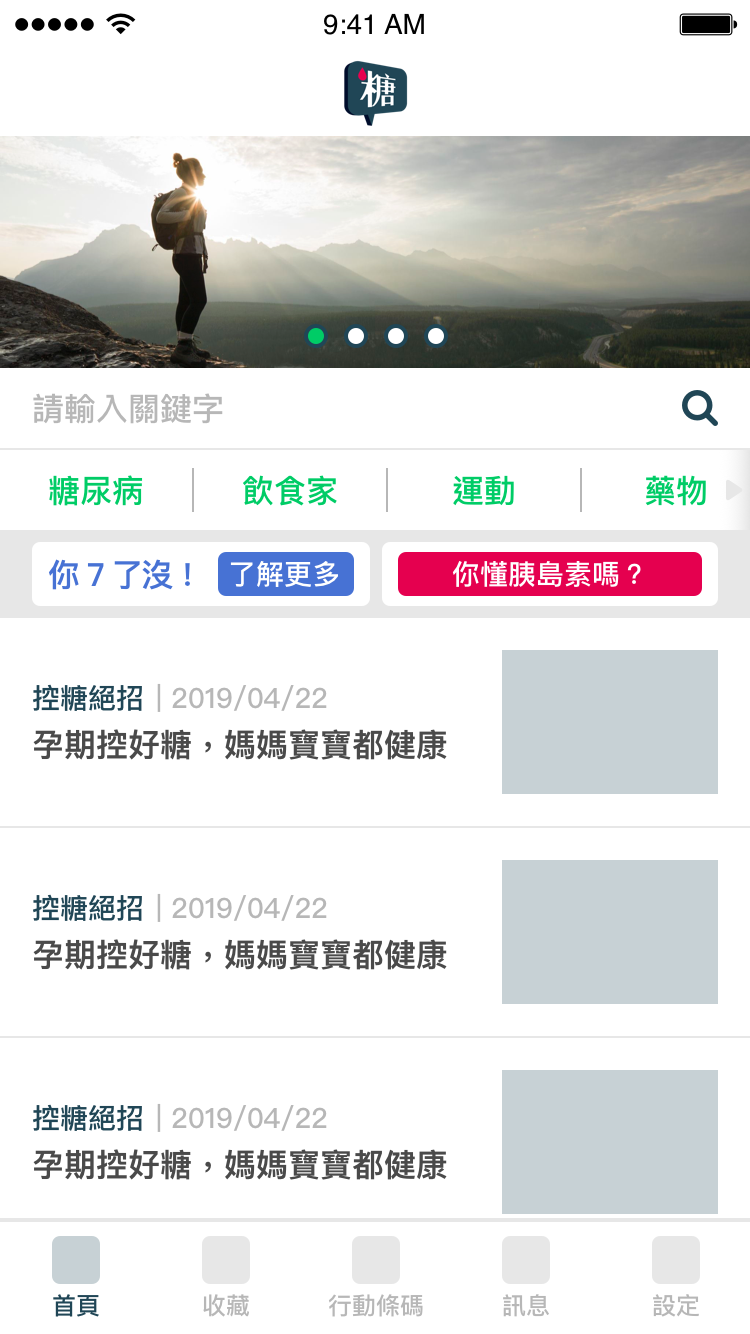 9:41 AM
糖
請輸入關鍵字
糖尿病 飲食家 運動 藥物
你 7 了沒！ 了解更多 你懂胰島素嗎？
控糖絕招｜2019/04/22
孕期控好糖，媽媽寶寶都健康
控糖絕招｜2019/04/22
孕期控好糖，媽媽寶寶都健康
控糖絕招｜2019/04/22
孕期控好糖，媽媽寶寶都健康
首頁 收藏 行動條碼 訊息 設定